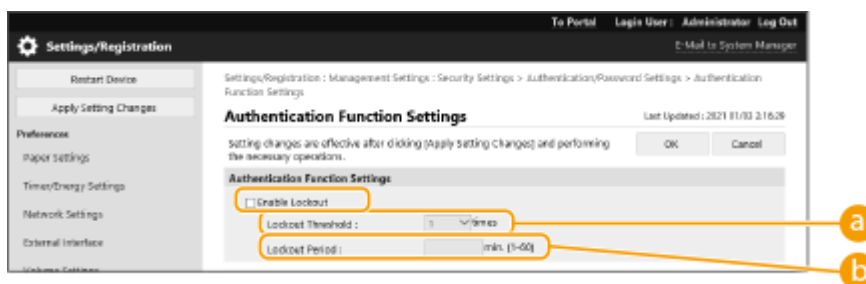 To Portal Login User : Administrator Log Out
Settings/Registration
E-Mail to System Manager
Restart Device
Apply Setting Changes
Preferences
Paper Settings
Timer/Energy Settings
Network Settings
External Interface
Volume Settings
Settings/Registration : Management Settings : Security Settings > Authentication/Password Settings > Authentication
Function Settings
Authentication Function Settings
Last Updated : 2021 01/03 2:16:29
Setting changes are effective after clicking [Apply Setting Changes] and performing
the necessary operations.
OK
Cancel
Authentication Function Settings
Enable Lockout
Lockout Threshold :
1
times
a
Lockout Period :
min. (1-60)
b